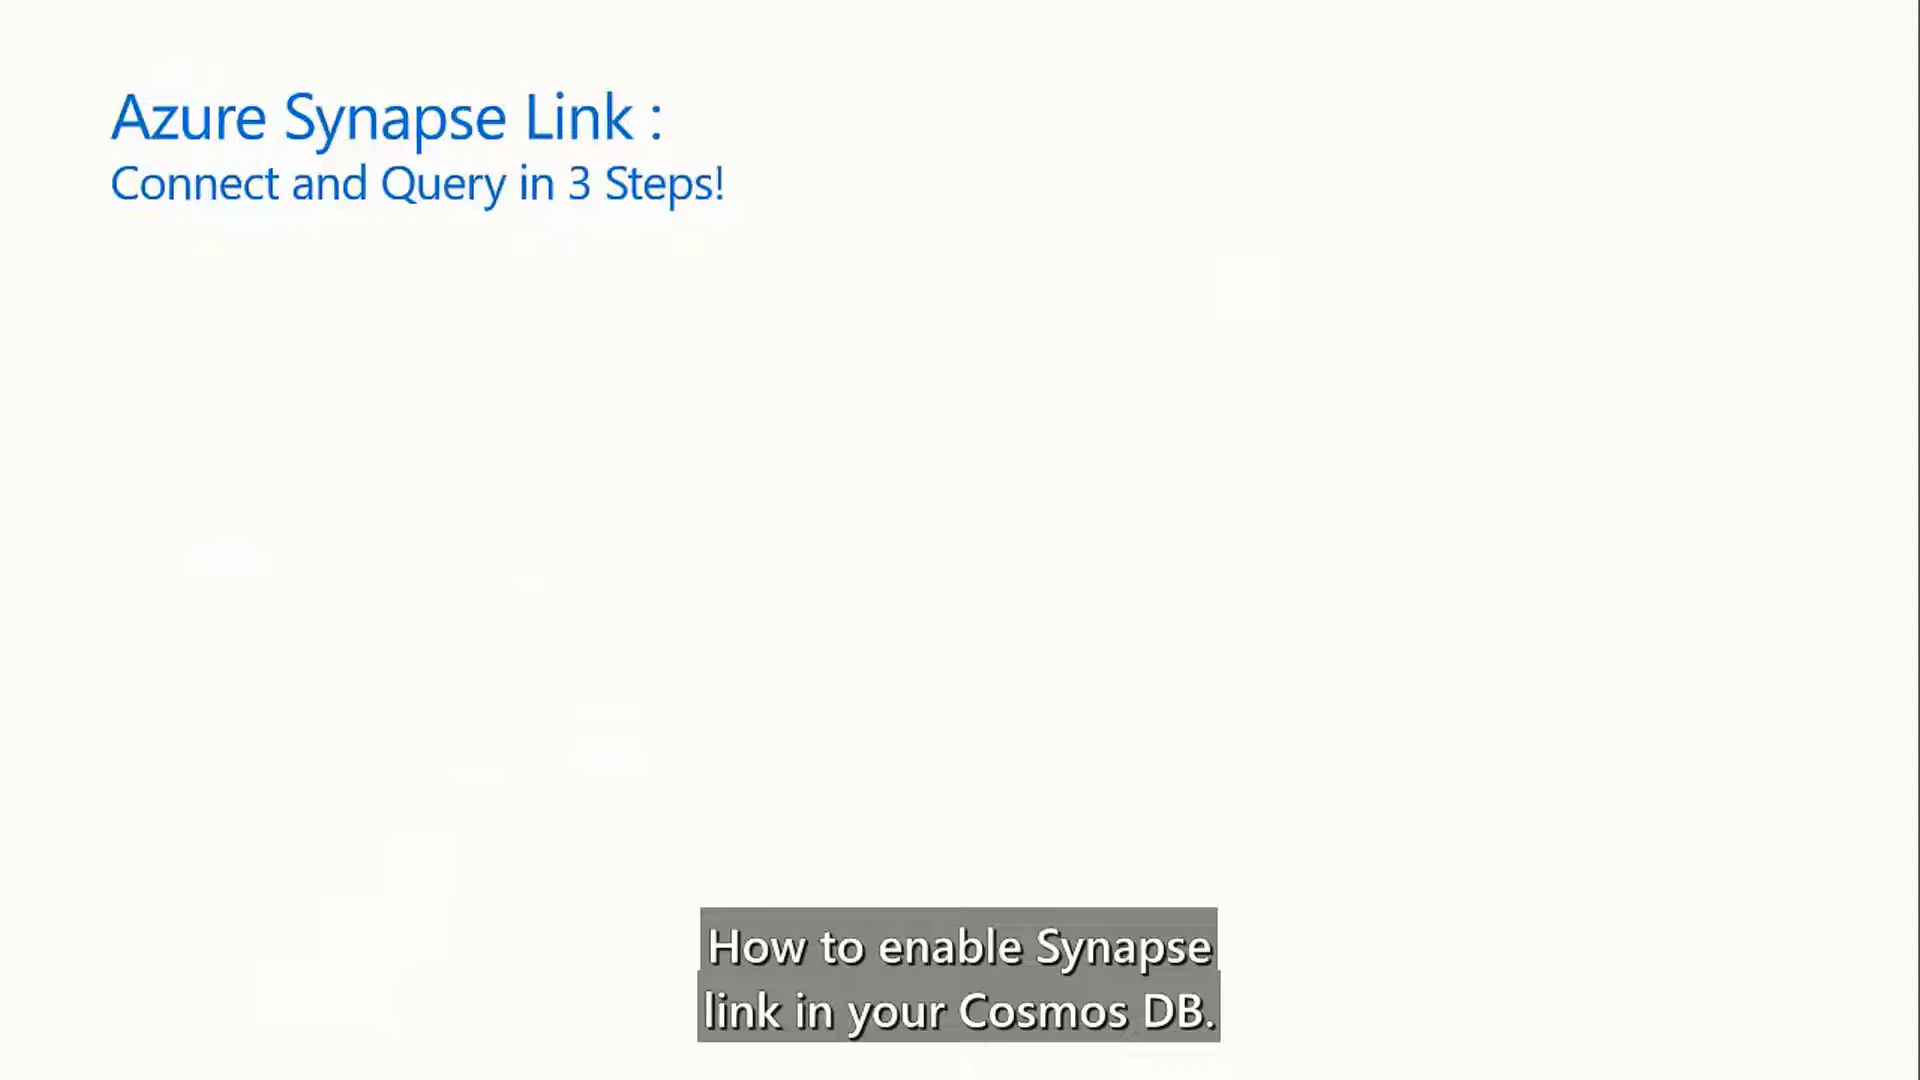 Azure Synapse Link :
Connect and Query in 3 Steps!
How to enable Synapse
link in your Cosmos DB.